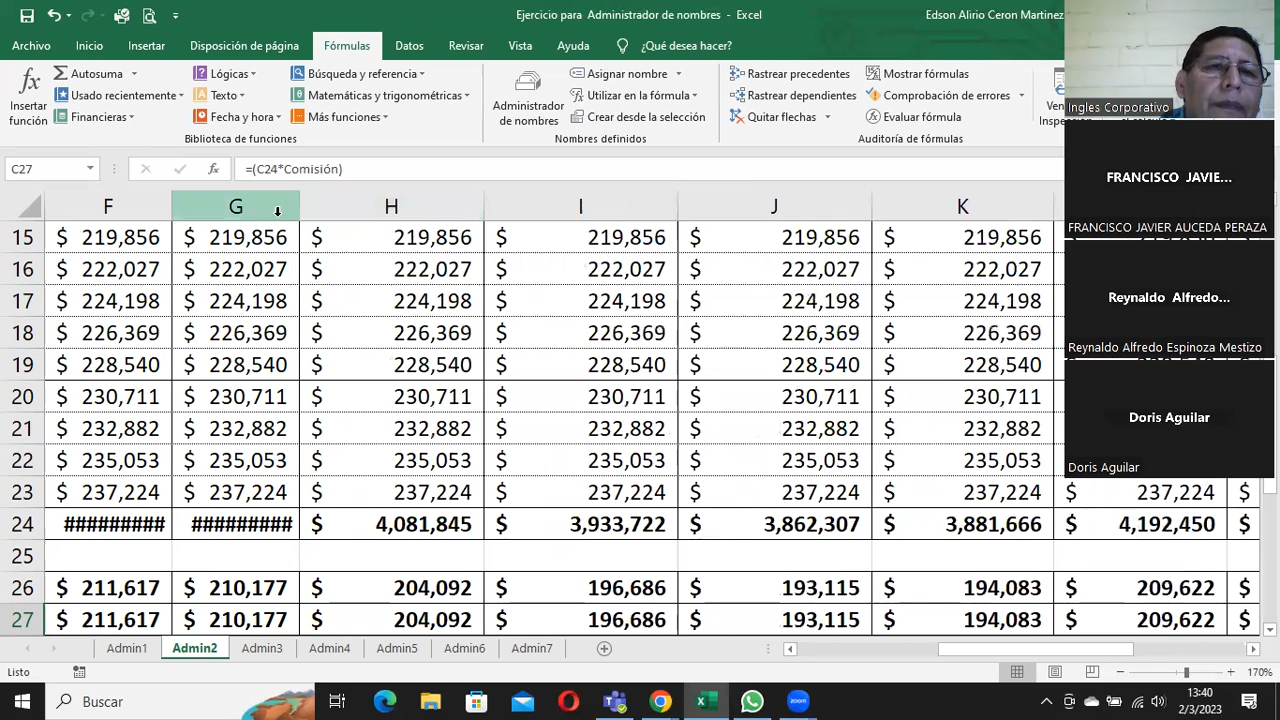 Ejercicio para Administrador de nombres - Excel
Edson Alirio Ceron Martinez
Archivo Inicio Insertar Disposición de página Fórmulas Datos Revisar Vista Ayuda ¿Qué desea hacer?
Insertar función
Autosuma
Usado recientemente
Financieras
Lógicas
Texto
Fecha y hora
Búsqueda y referencia
Matemáticas y trigonométricas
Más funciones
Biblioteca de funciones
Administrador de nombres
Asignar nombre
Utilizar en la fórmula
Crear desde la selección
Nombres definidos
Rastrear precedentes
Rastrear dependientes
Quitar flechas
Mostrar fórmulas
Comprobación de errores
Evaluar fórmula
Auditoría de fórmulas
Ingles Corporativo
FRANCISCO JAVIE...
FRANCISCO JAVIER AUCEDA PERAZA
Reynaldo Alfredo...
Reynaldo Alfredo Espinoza Mestizo
Doris Aguilar
Doris Aguilar
C27 fx =(C24*Comisión)
F G H I J K
15 $ 219,856 $ 219,856 $ 219,856 $ 219,856 $ 219,856 $ 219,856
16 $ 222,027 $ 222,027 $ 222,027 $ 222,027 $ 222,027 $ 222,027
17 $ 224,198 $ 224,198 $ 224,198 $ 224,198 $ 224,198 $ 224,198
18 $ 226,369 $ 226,369 $ 226,369 $ 226,369 $ 226,369 $ 226,369
19 $ 228,540 $ 228,540 $ 228,540 $ 228,540 $ 228,540 $ 228,540
20 $ 230,711 $ 230,711 $ 230,711 $ 230,711 $ 230,711 $ 230,711
21 $ 232,882 $ 232,882 $ 232,882 $ 232,882 $ 232,882 $ 232,882
22 $ 235,053 $ 235,053 $ 235,053 $ 235,053 $ 235,053 $ 235,053
23 $ 237,224 $ 237,224 $ 237,224 $ 237,224 $ 237,224 $ 237,224 237,224 $
24 ######### ######### $ 4,081,845 $ 3,933,722 $ 3,862,307 $ 3,881,666 $ 4,192,450 $
25
26 $ 211,617 $ 210,177 $ 204,092 $ 196,686 $ 193,115 $ 194,083 $ 209,622 $
27 $ 211,617 $ 210,177 $ 204,092 $ 196,686 $ 193,115 $ 194,083 $ 209,622 $
Admin1 Admin2 Admin3 Admin4 Admin5 Admin6 Admin7
Listo
170%
Buscar
zoom
13:40
2/3/2023